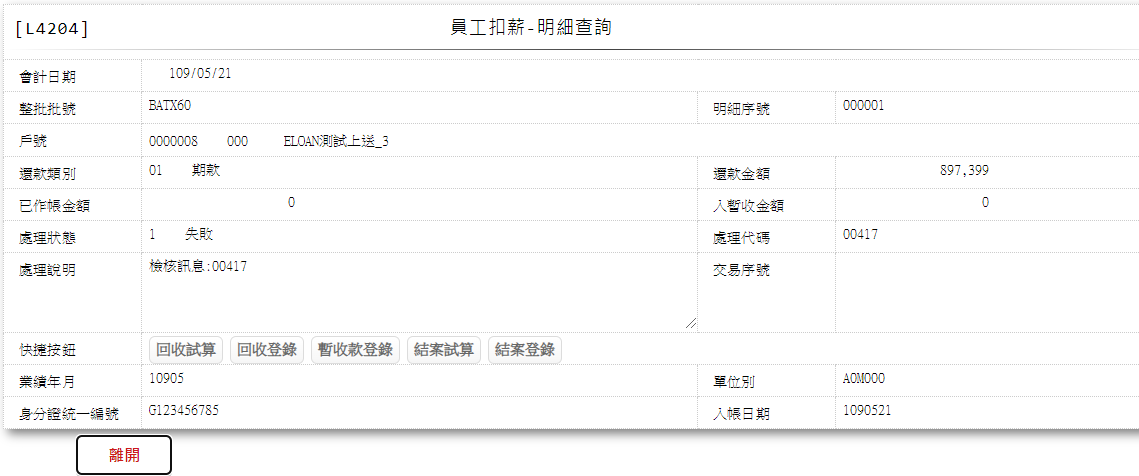 [L4204] 員工扣薪-明細查詢
會計日期 109/05/21
整批批號 BATX60 明細序號 000001
戶號 0000008 000 ELOAN測試上送_3
還款類別 01 期款 還款金額 897,399
已作帳金額 0 入暫收金額 0
處理狀態 1 失敗 處理代碼 00417
處理說明 檢核訊息:00417 交易序號
快捷按鈕 回收試算 回收登錄 暫收款登錄 結案試算 結案登錄
業績年月 10905 單位別 A0M000
身分證統一編號 G123456785 入帳日期 1090521
離開